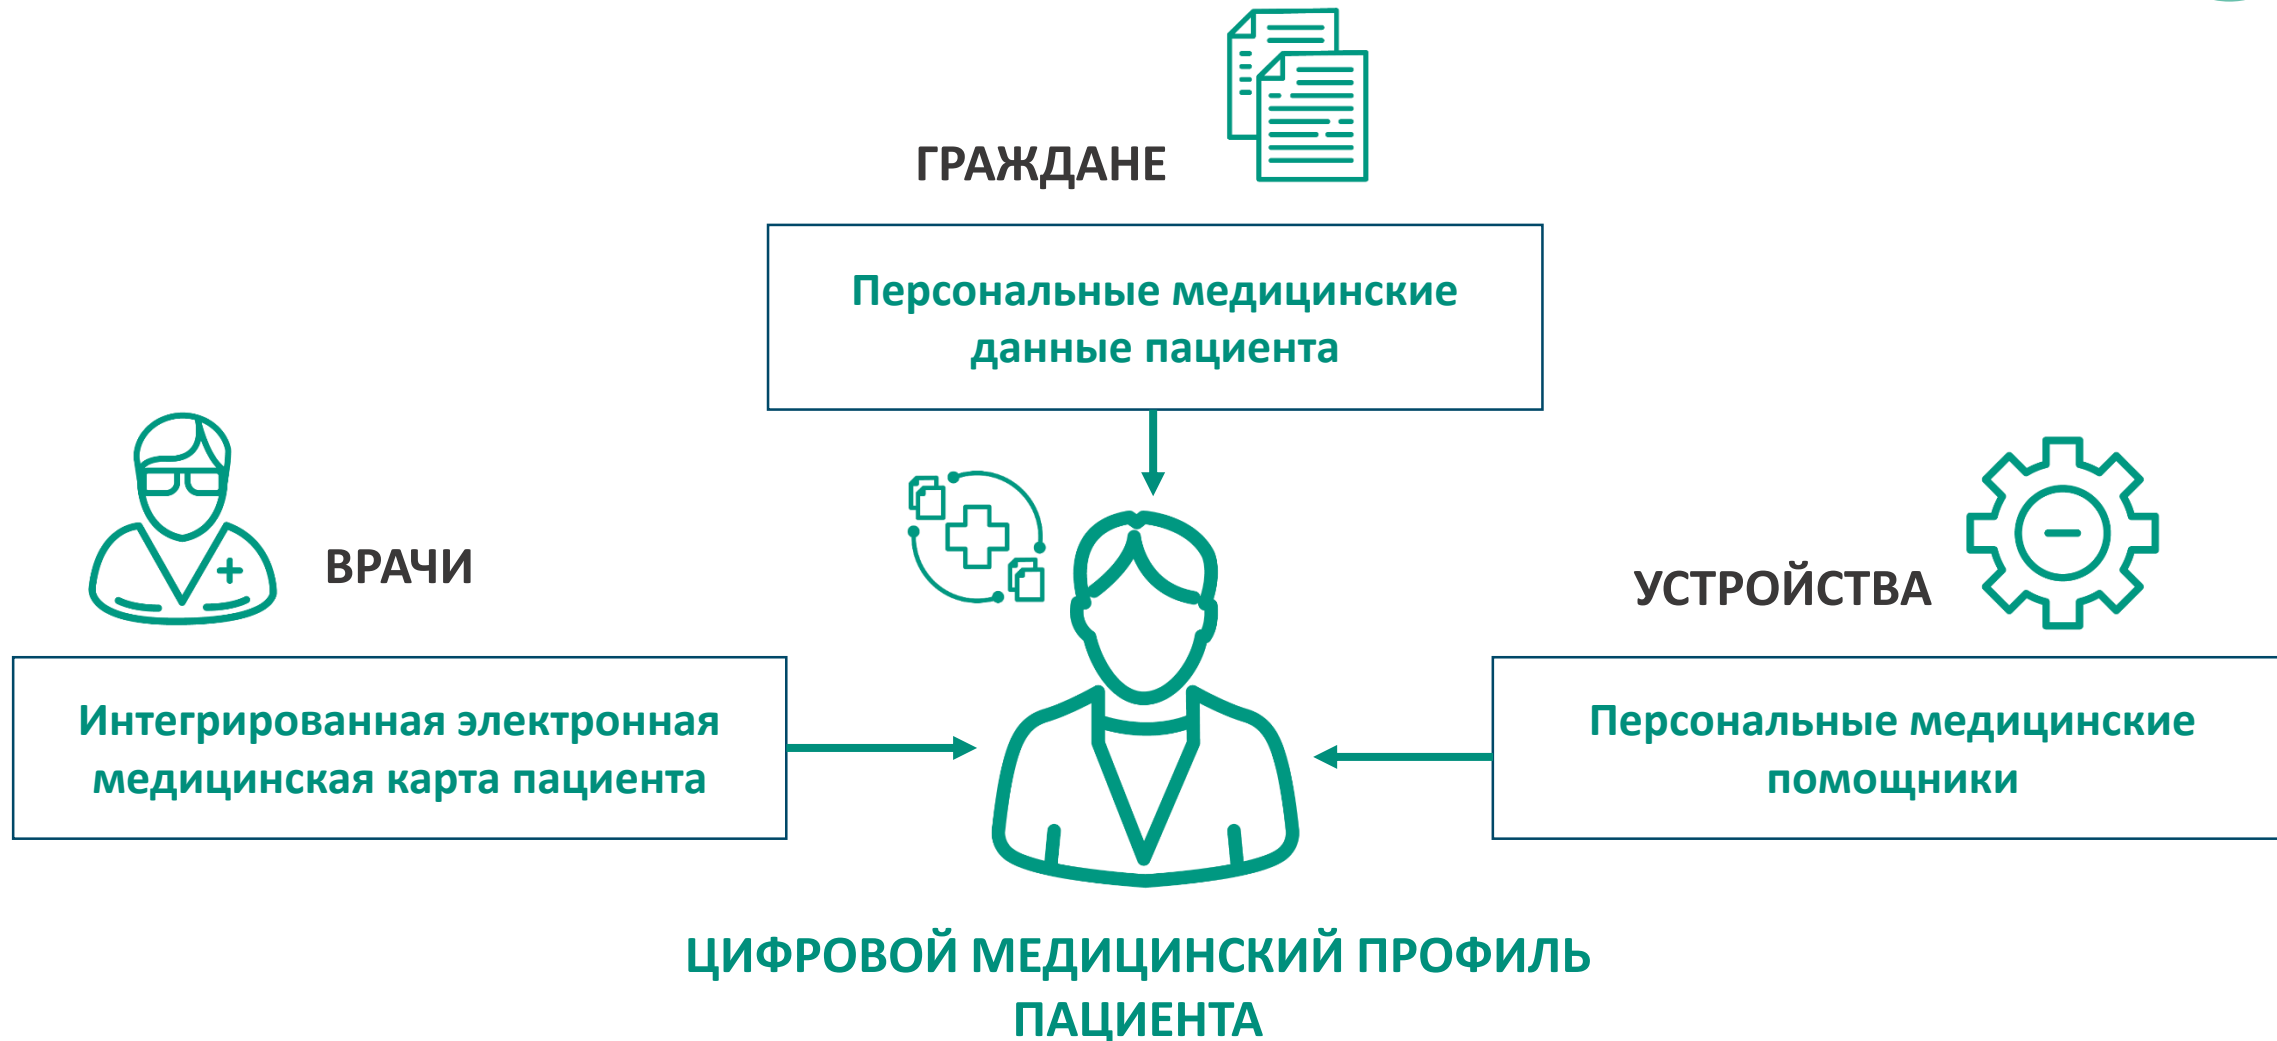 ГРАЖДАНЕ
Персональные медицинские
данные пациента
ВРАЧИ
Интегрированная электронная
медицинская карта пациента
УСТРОЙСТВА
Персональные медицинские
помощники
ЦИФРОВОЙ МЕДИЦИНСКИЙ ПРОФИЛЬ
ПАЦИЕНТА